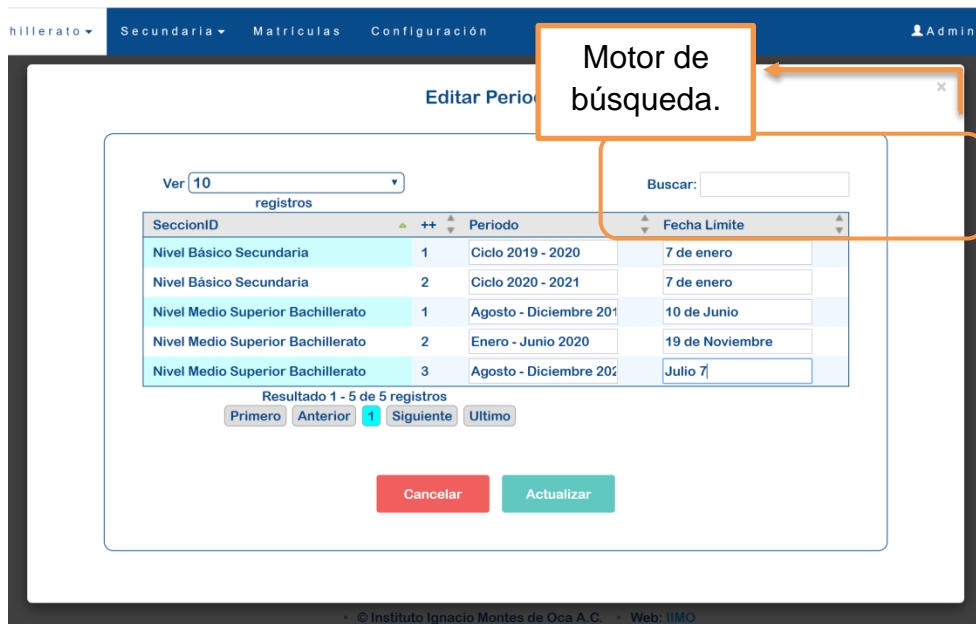 hillerato Secundaria Matrículas Configuración Admin
Motor de
búsqueda.
Editar Perio
×
Ver 10 Buscar:
registros
SeccionID ++ Periodo Fecha Límite
Nivel Básico Secundaria 1 Ciclo 2019 - 2020 7 de enero
Nivel Básico Secundaria 2 Ciclo 2020 - 2021 7 de enero
Nivel Medio Superior Bachillerato 1 Agosto - Diciembre 201 10 de Junio
Nivel Medio Superior Bachillerato 2 Enero - Junio 2020 19 de Noviembre
Nivel Medio Superior Bachillerato 3 Agosto - Diciembre 202 Julio 7
Resultado 1 - 5 de 5 registros
Primero Anterior 1 Siguiente Ultimo
Cancelar Actualizar
• © Instituto Ignacio Montes de Oca A.C. • Web: IIMO